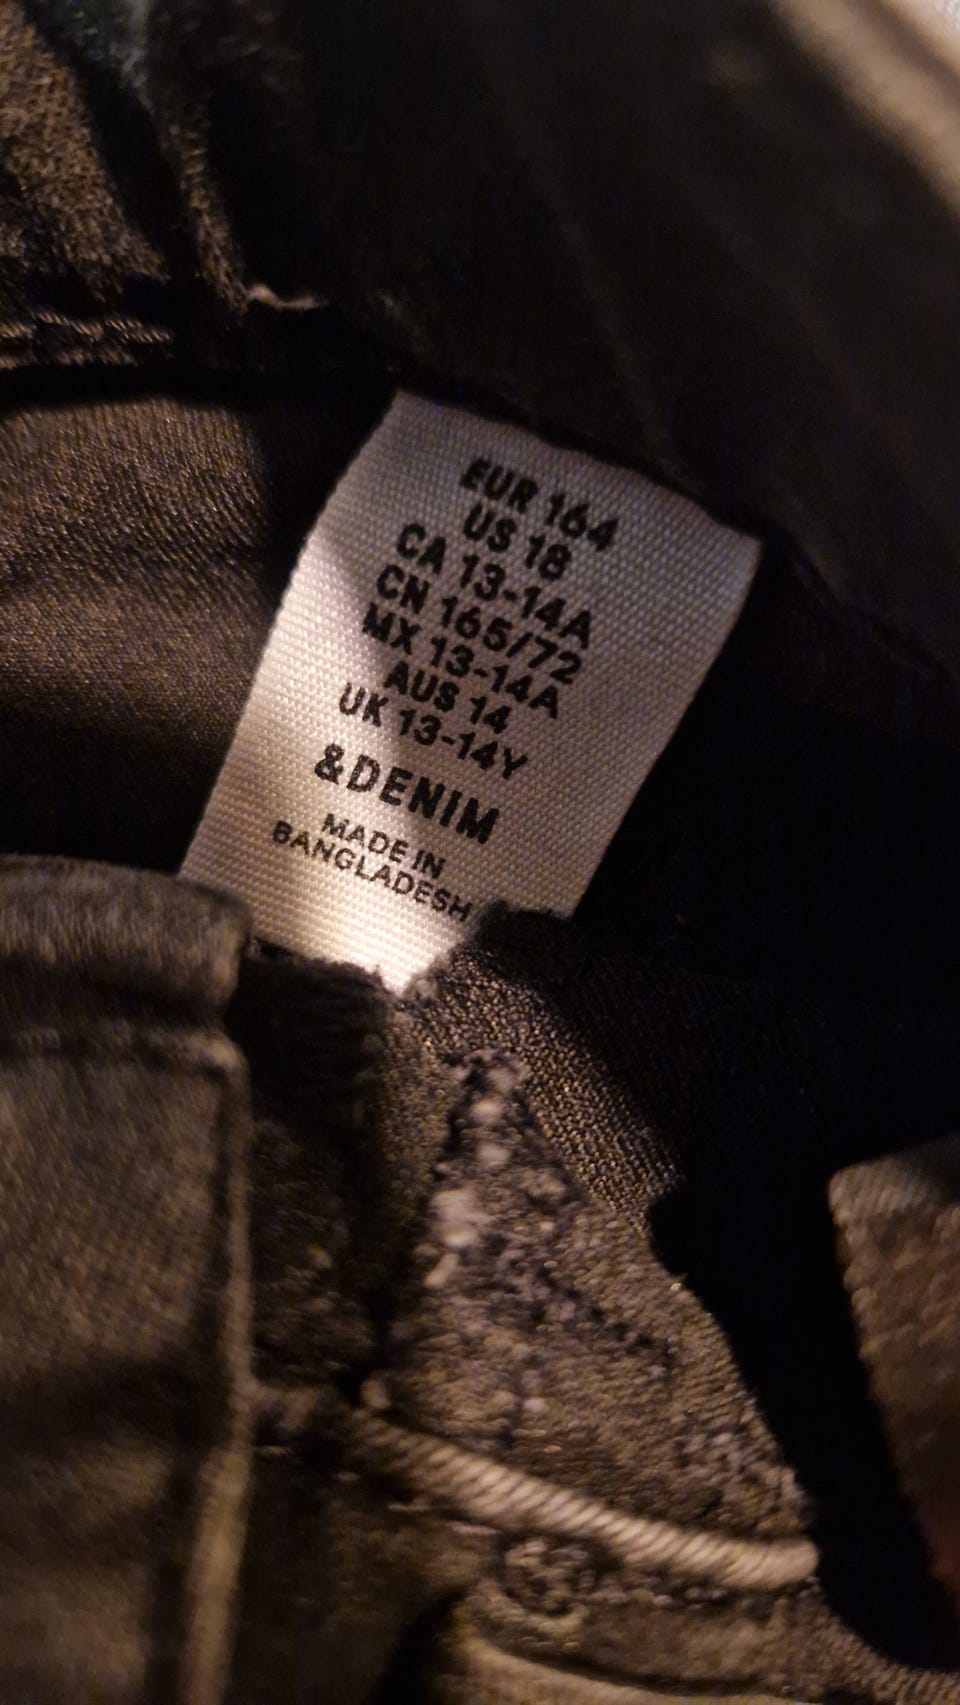 EUR 164
US 18
CA 13-14A
CN 165/72
MX 13-14A
AUS 14
UK 13-14Y
&DENIM
MADE IN
BANGLADESH